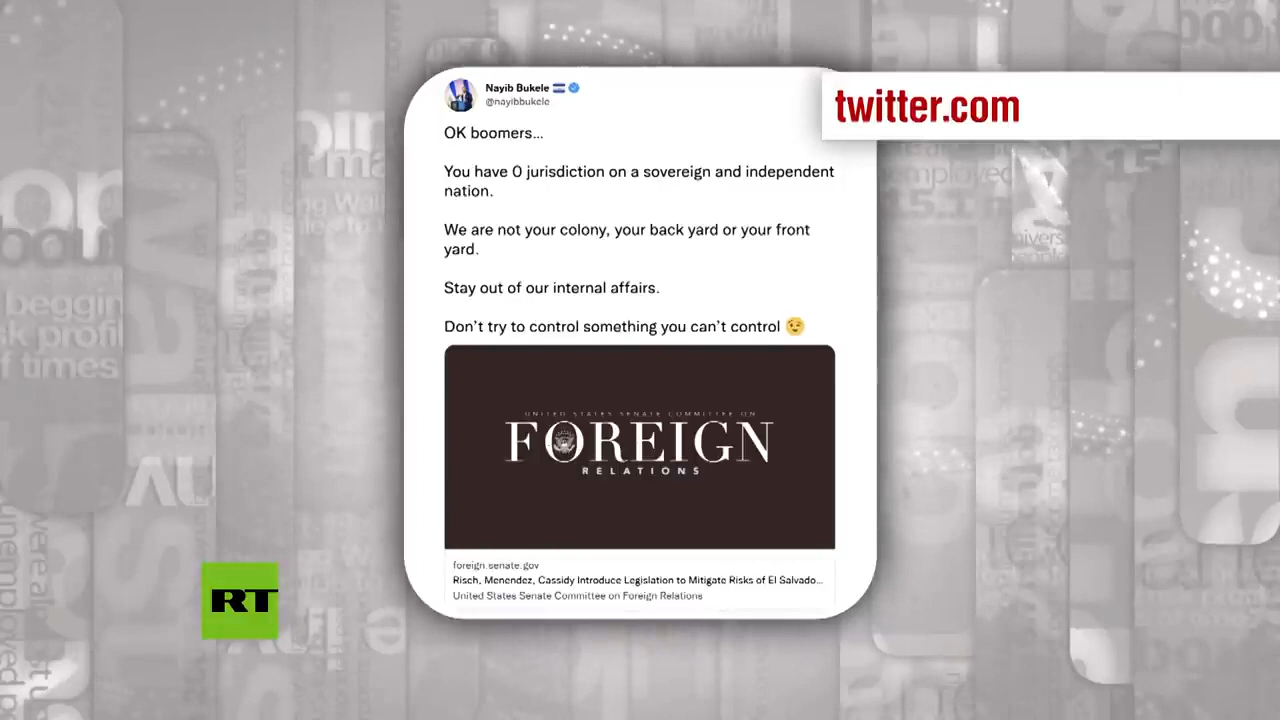 Nayib Bukele
@nayibbukele
twitter.com
OK boomers...
You have 0 jurisdiction on a sovereign and independent
nation.
We are not your colony, your back yard or your front
yard.
Stay out of our internal affairs.
Don't try to control something you can't control 😉
UNITED STATES SENATE COMMITTEE ON
FOREIGN
RELATIONS
foreign.senate.gov
Risch, Menendez, Cassidy Introduce Legislation to Mitigate Risks of El Salvado...
United States Senate Committee on Foreign Relations
RT
beggin
k profil
f times